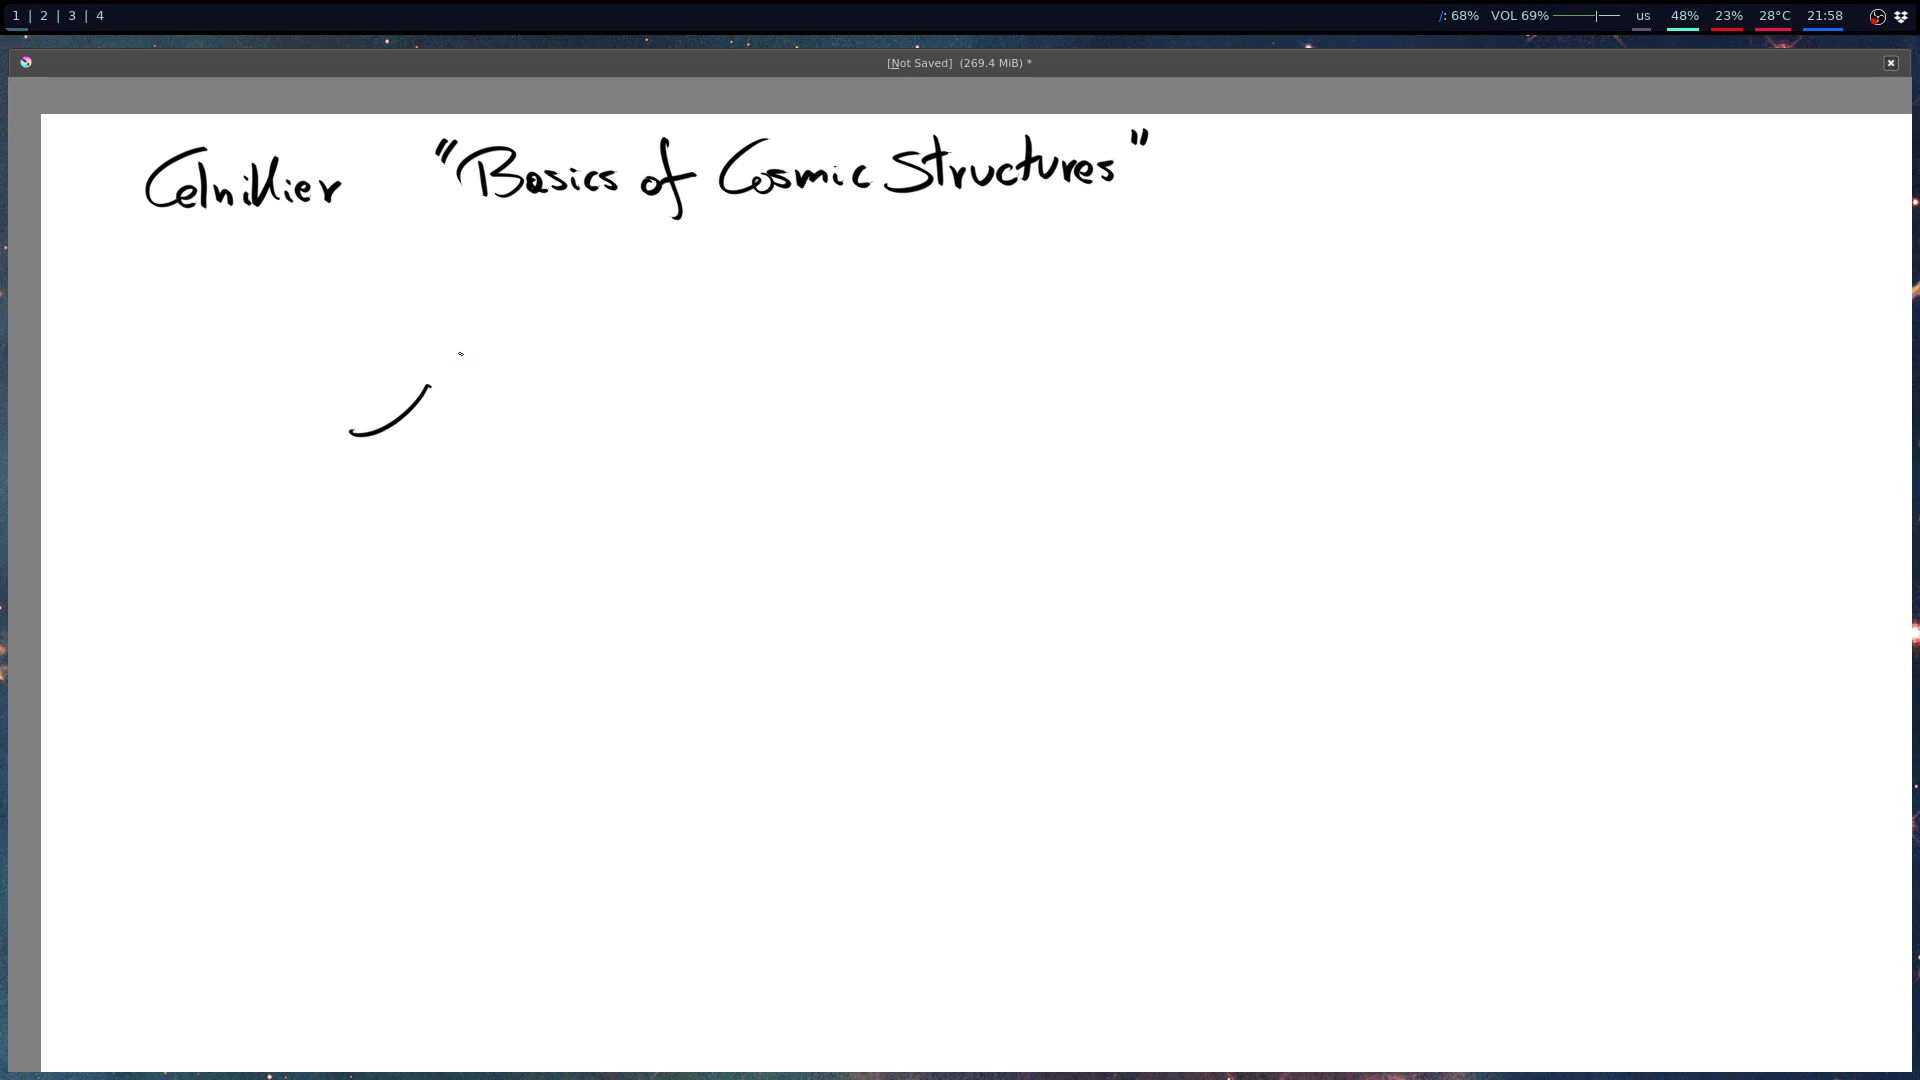 1 | 2 | 3 | 4 /: 68% VOL 69% us 48% 23% 28°C 21:58
[Not Saved] (269.4 MiB) *
Celnikier "Basics of Cosmic Structures"